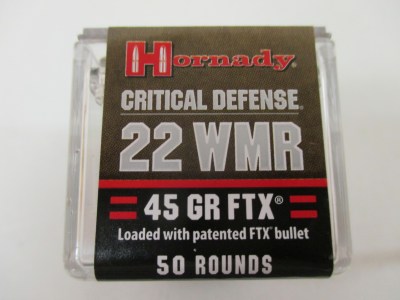 Hornady
CRITICAL DEFENSE®
22 WMR
45 GR FTX®
Loaded with patented FTX® bullet
50 ROUNDS